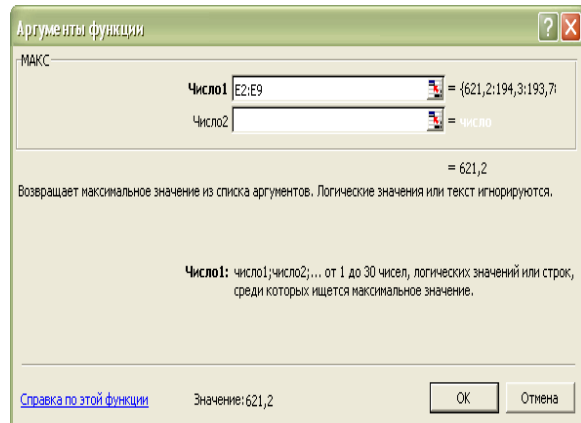 Аргументы функции
МАКС
Число1 E2:E9 = {621,2:194,3:193,7
Число2 = число
= 621,2
Возвращает максимальное значение из списка аргументов. Логические значения или текст игнорируются.
Число1: число1;число2;... от 1 до 30 чисел, логических значений или строк,
среди которых ищется максимальное значение.
Справка по этой функции Значение:621,2 ОК Отмена